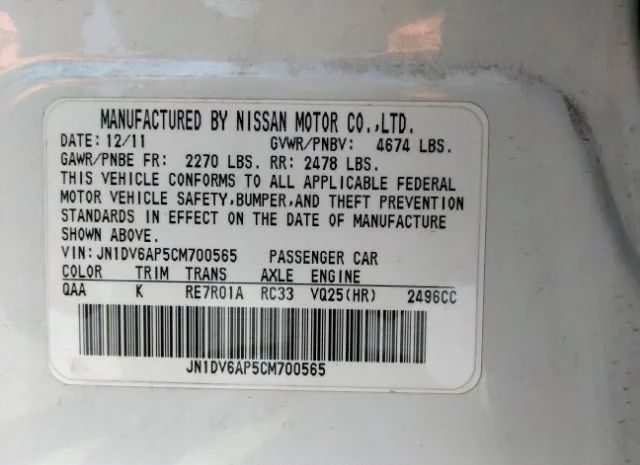 MANUFACTURED BY NISSAN MOTOR CO.,LTD.
DATE: 12/11 GVWR/PNBV: 4674 LBS.
GAWR/PNBE FR: 2270 LBS. RR: 2478 LBS.
THIS VEHICLE CONFORMS TO ALL APPLICABLE FEDERAL
MOTOR VEHICLE SAFETY,BUMPER,AND THEFT PREVENTION
STANDARDS IN EFFECT ON THE DATE OF MANUFACTURE
SHOWN ABOVE.
VIN: JN1DV6AP5CM700565 PASSENGER CAR
COLOR TRIM TRANS AXLE ENGINE
QAA K RE7R01A RC33 VQ25(HR) 2496CC
JN1DV6AP5CM700565